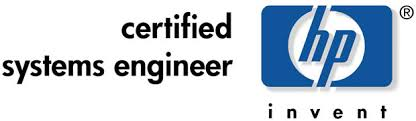 certified
systems engineer
hp®
invent